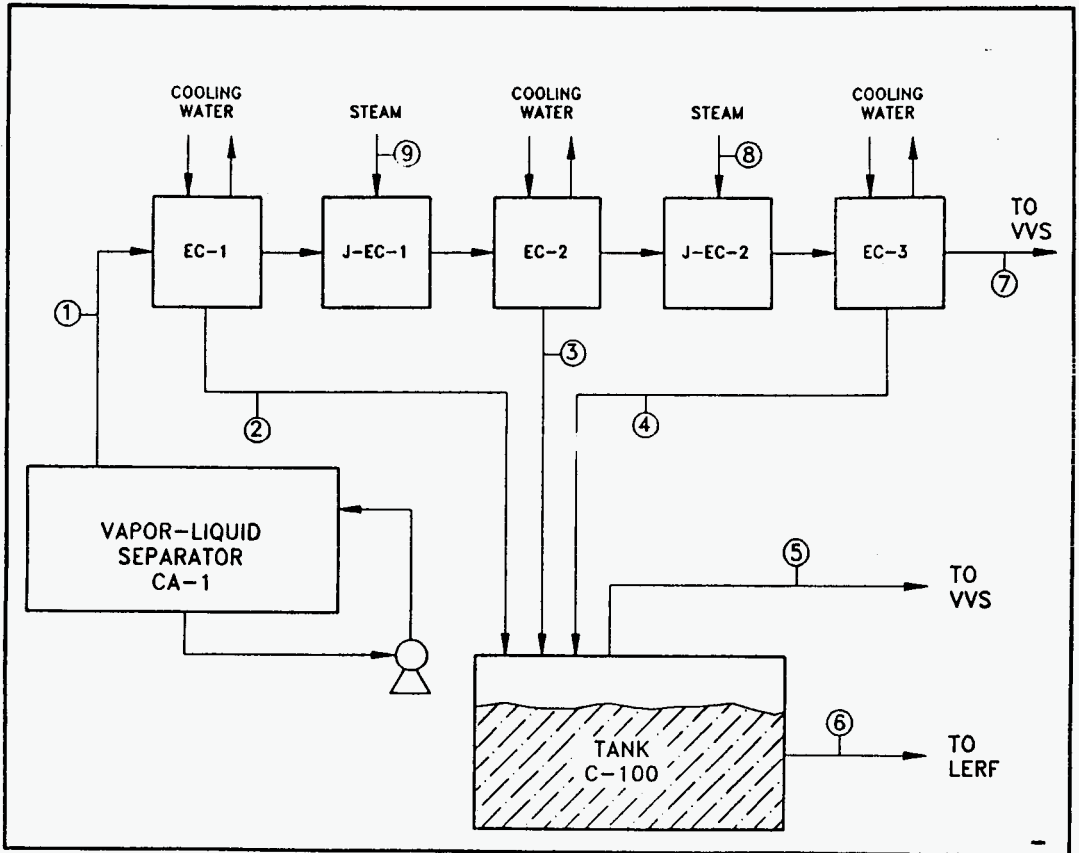 COOLING
WATER
STEAM
COOLING
WATER
STEAM
COOLING
WATER
9
8
EC-1
J-EC-1
EC-2
J-EC-2
EC-3
TO
VVS
7
1
3
2
4
VAPOR-LIQUID
SEPARATOR
CA-1
5
TO
VVS
6
TANK
C-100
TO
LERF